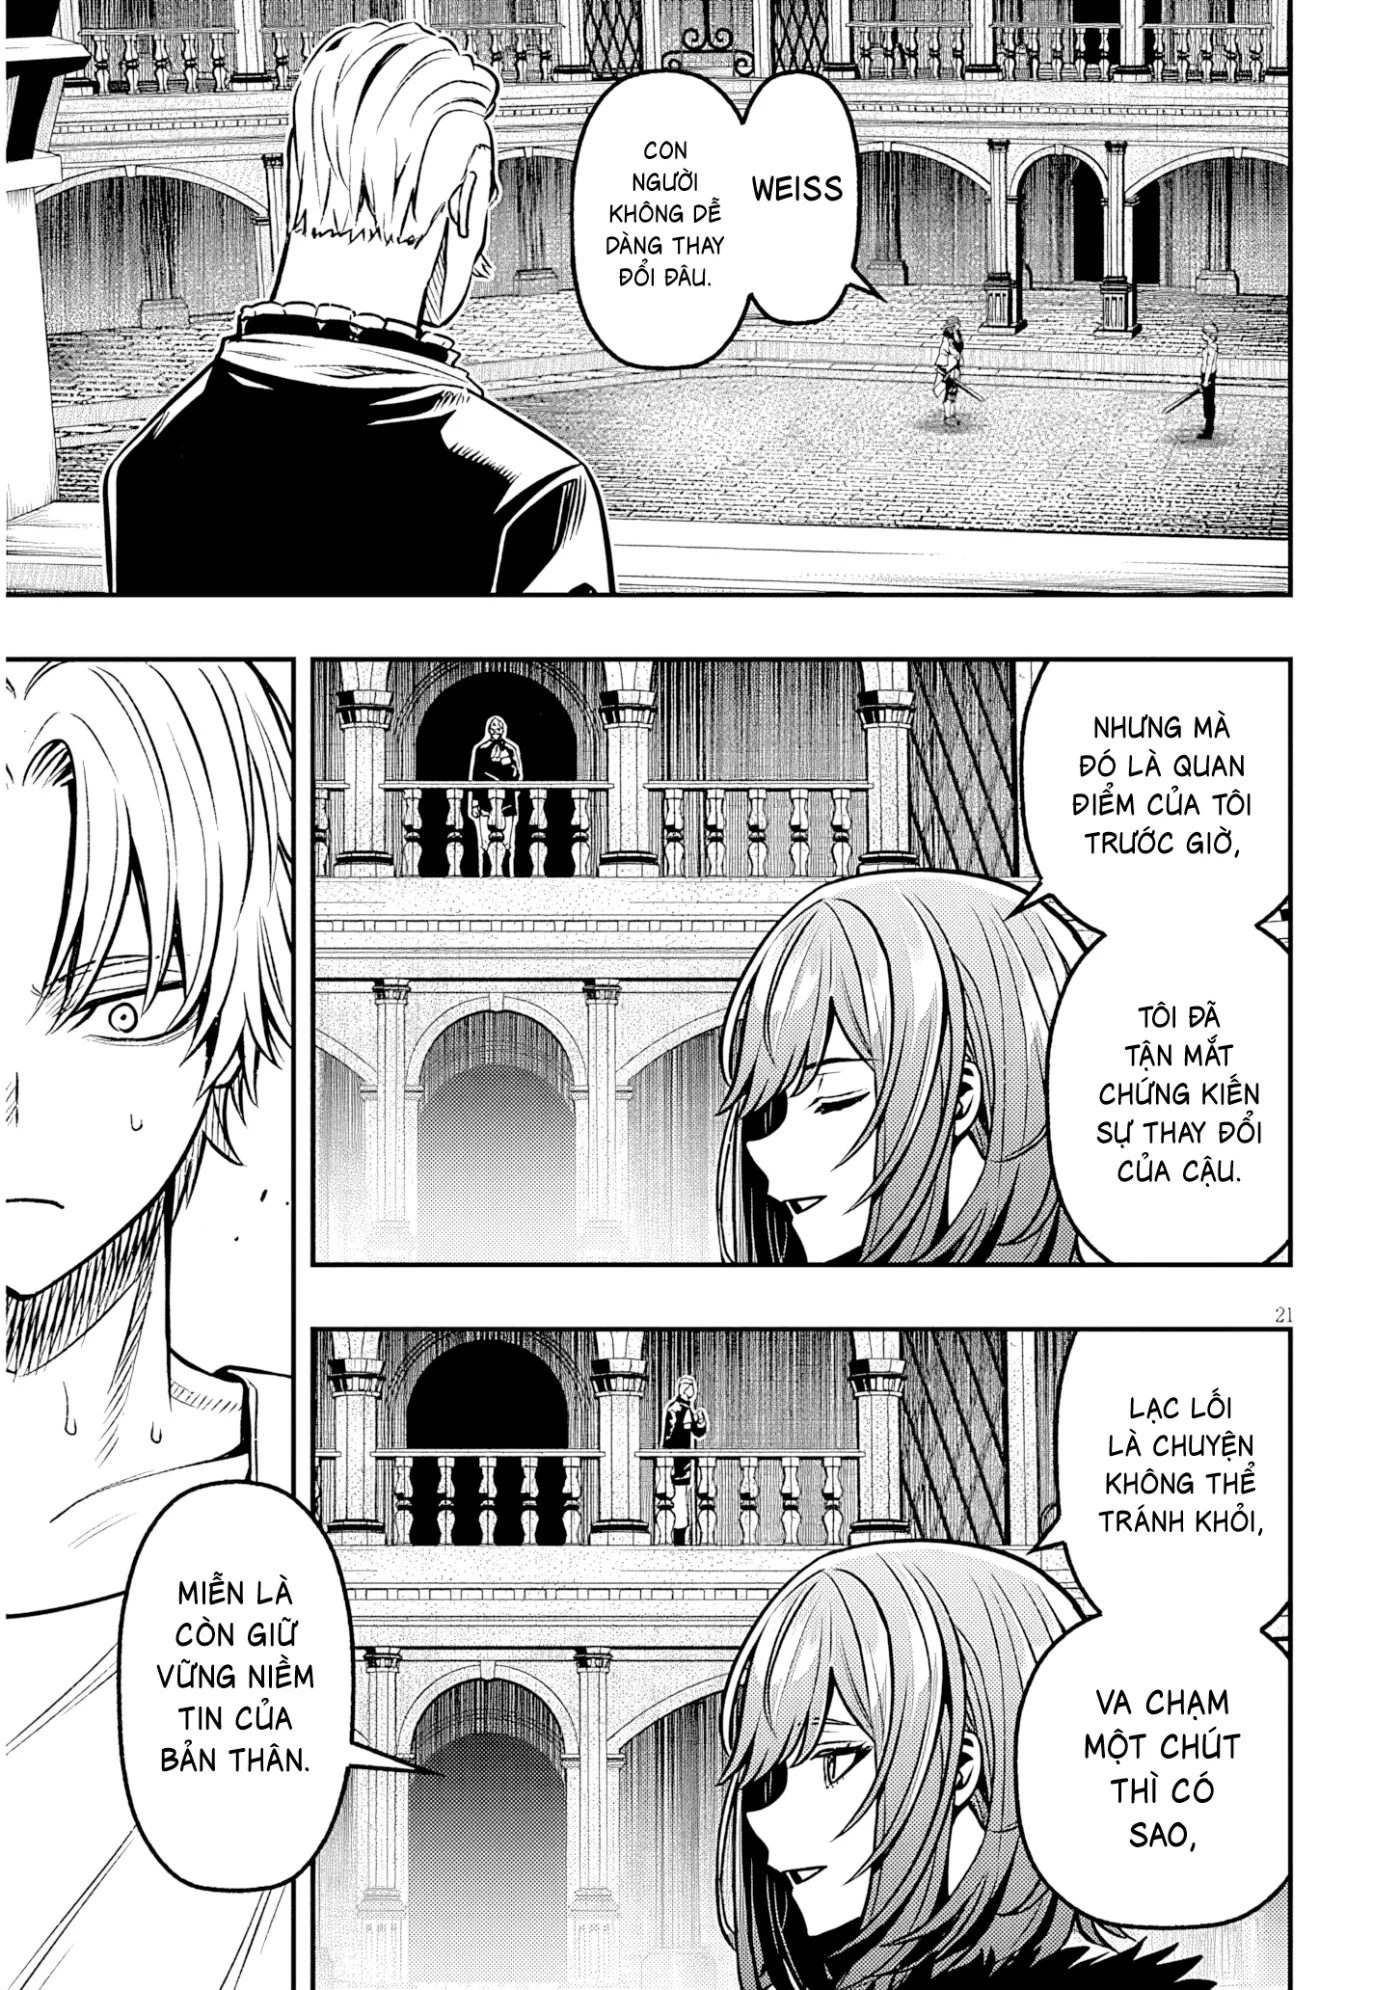 WEISS
CON
NGƯỜI
KHÔNG DỄ
DÀNG THAY
ĐỔI ĐÂU.
NHƯNG MÀ
ĐÓ LÀ QUAN
ĐIỂM CỦA TÔI
TRƯỚC GIỜ,
TÔI ĐÃ
TẬN MẮT
CHỨNG KIẾN
SỰ THAY ĐỔI
CỦA CẬU.
21
LẠC LỐI
LÀ CHUYỆN
KHÔNG THỂ
TRÁNH KHỎI,
VA CHẠM
MỘT CHÚT
THÌ CÓ
SAO,
MIỄN LÀ
CÒN GIỮ
VỮNG NIỀM
TIN CỦA
BẢN THÂN.